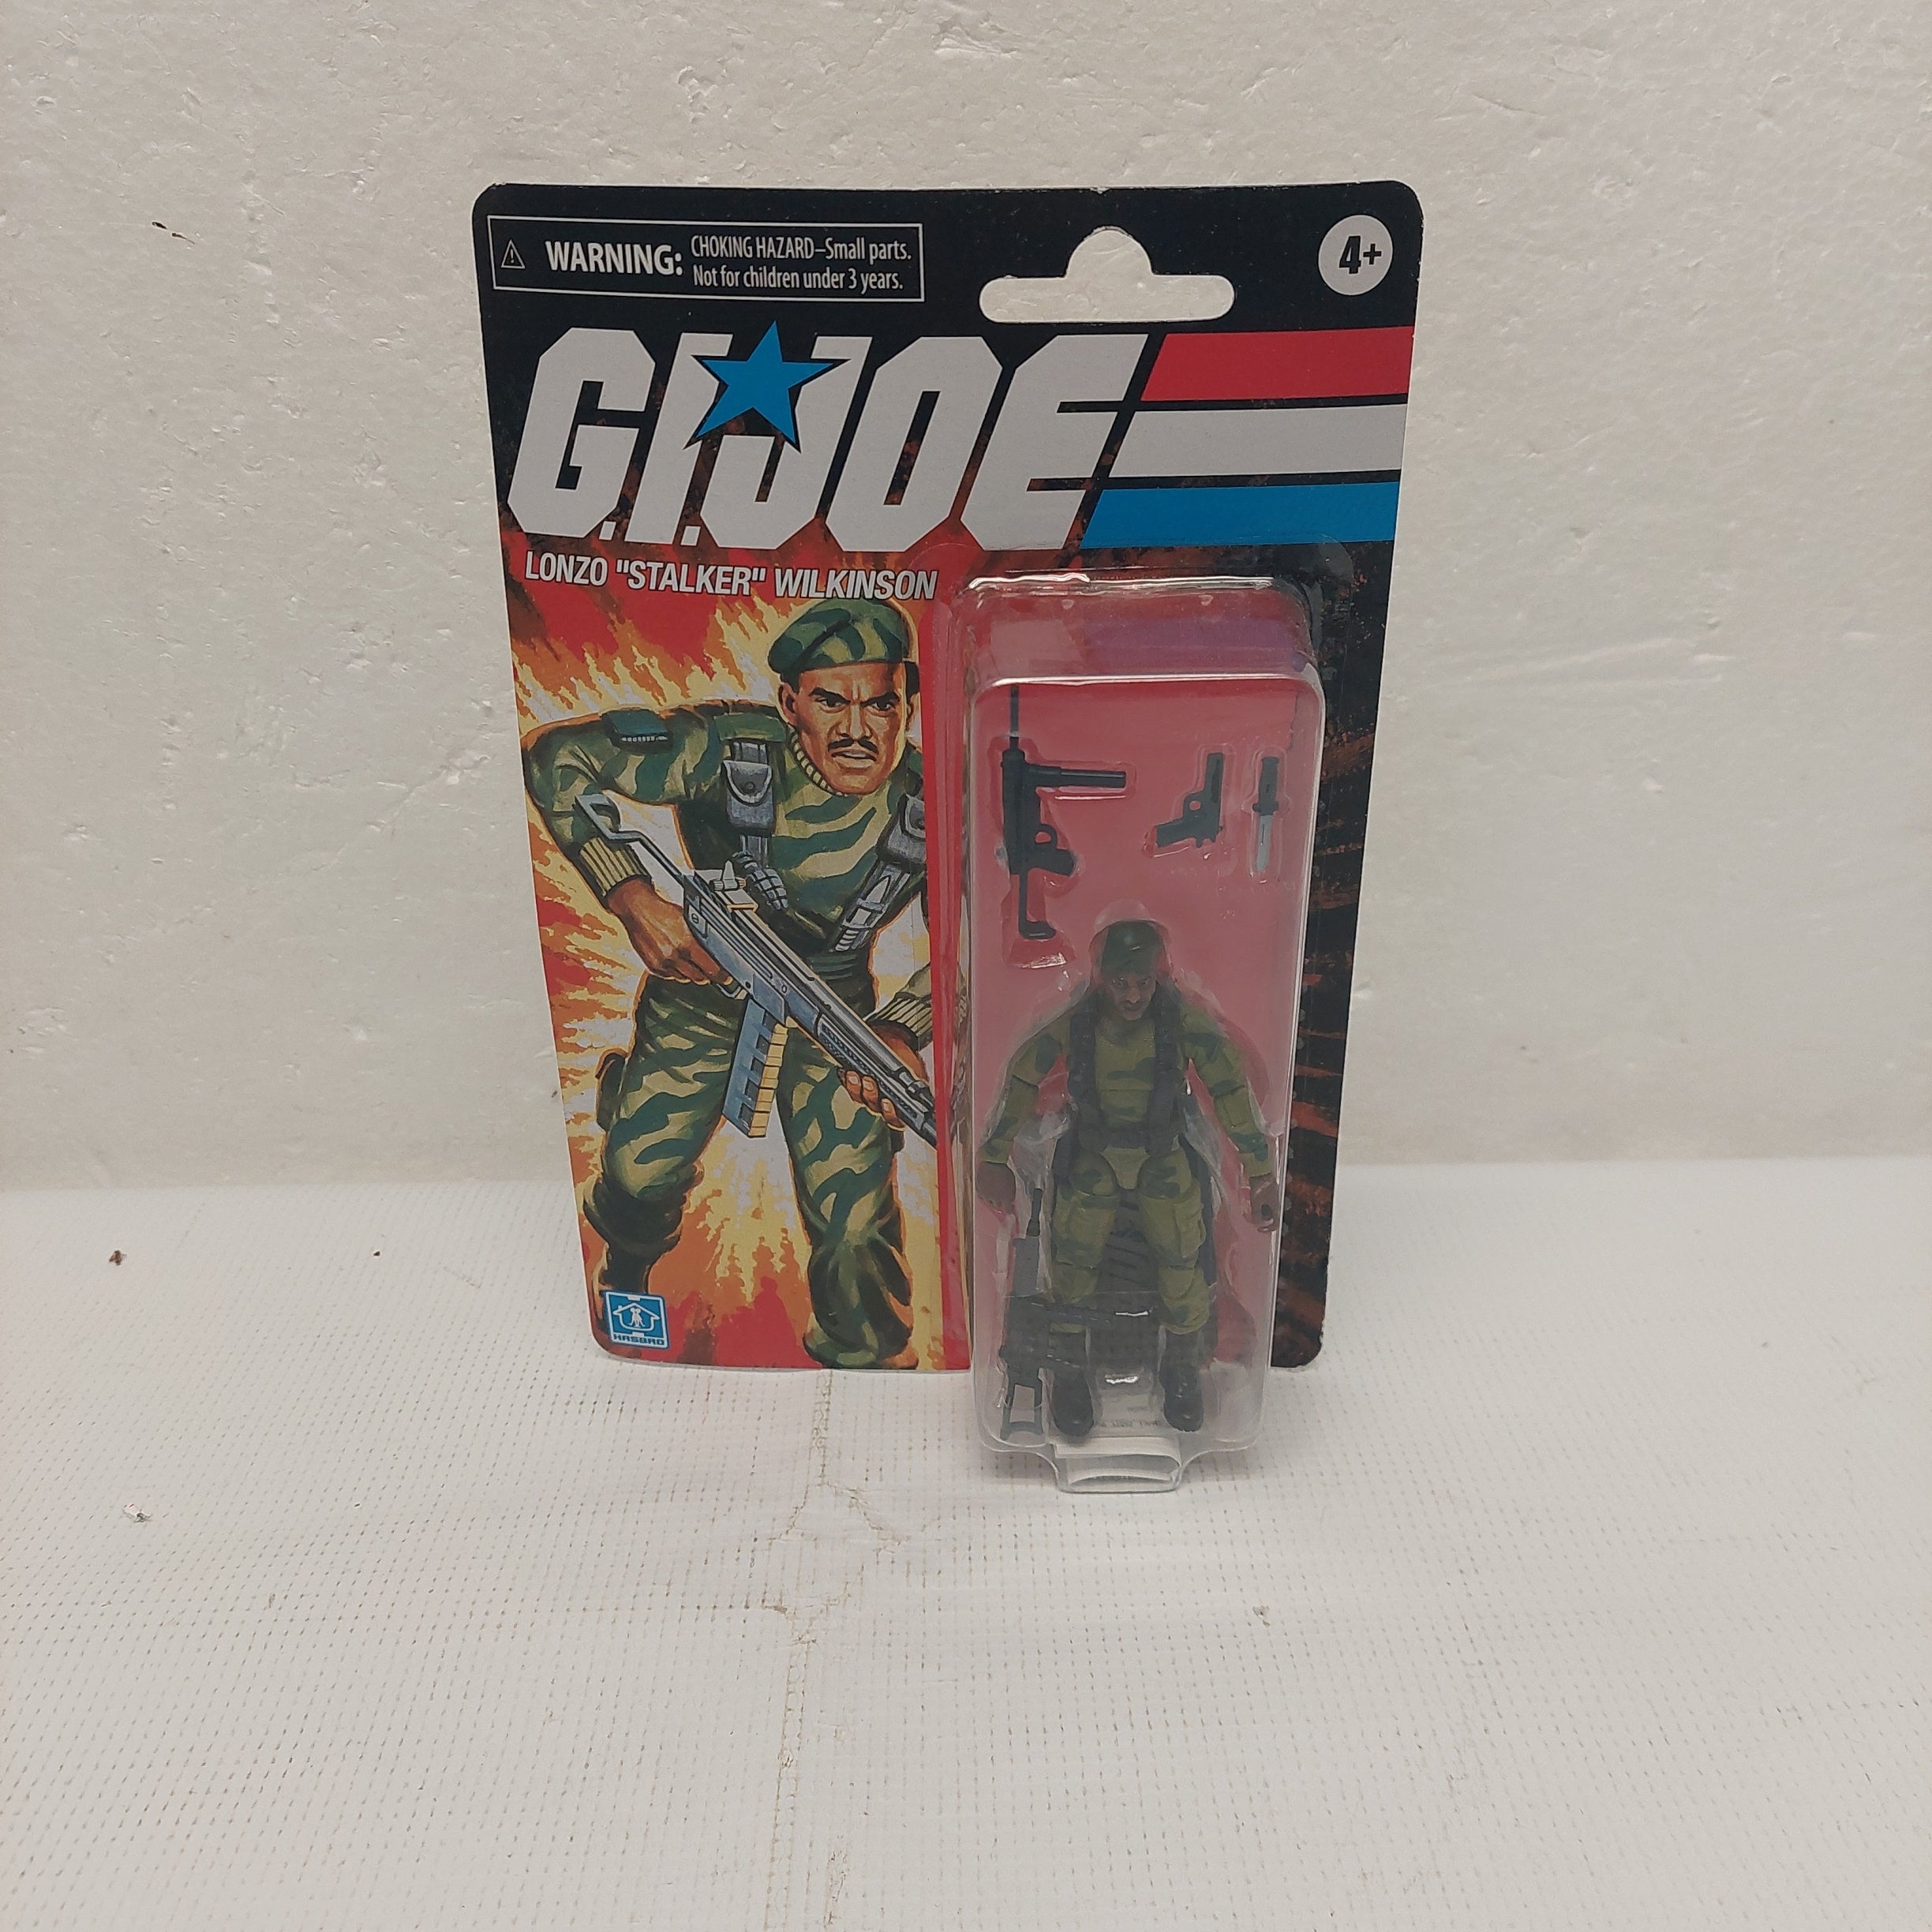 WARNING: CHOKING HAZARD–Small parts.
Not for children under 3 years.
4+
G.I. JOE
LONZO "STALKER" WILKINSON
HASBRO